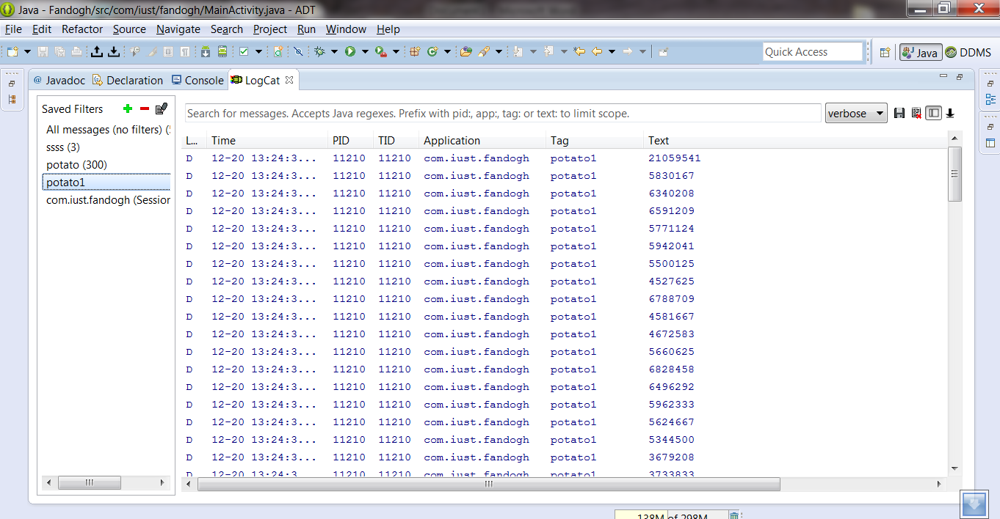 Java - Fandogh/src/com/iust/fandogh/MainActivity.java - ADT
File Edit Refactor Source Navigate Search Project Run Window Help
Quick Access Java DDMS
@ Javadoc Declaration Console LogCat
Saved Filters
All messages (no filters) (
ssss (3)
potato (300)
potato1
com.iust.fandogh (Session
Search for messages. Accepts Java regexes. Prefix with pid:, app:, tag: or text: to limit scope. verbose
L... Time PID TID Application Tag Text
D 12-20 13:24:3... 11210 11210 com.iust.fandogh potato1 21059541
D 12-20 13:24:3... 11210 11210 com.iust.fandogh potato1 5830167
D 12-20 13:24:3... 11210 11210 com.iust.fandogh potato1 6340208
D 12-20 13:24:3... 11210 11210 com.iust.fandogh potato1 6591209
D 12-20 13:24:3... 11210 11210 com.iust.fandogh potato1 5771124
D 12-20 13:24:3... 11210 11210 com.iust.fandogh potato1 5942041
D 12-20 13:24:3... 11210 11210 com.iust.fandogh potato1 5500125
D 12-20 13:24:3... 11210 11210 com.iust.fandogh potato1 4527625
D 12-20 13:24:3... 11210 11210 com.iust.fandogh potato1 6788709
D 12-20 13:24:3... 11210 11210 com.iust.fandogh potato1 4581667
D 12-20 13:24:3... 11210 11210 com.iust.fandogh potato1 4672583
D 12-20 13:24:3... 11210 11210 com.iust.fandogh potato1 5660625
D 12-20 13:24:3... 11210 11210 com.iust.fandogh potato1 6828458
D 12-20 13:24:3... 11210 11210 com.iust.fandogh potato1 6496292
D 12-20 13:24:3... 11210 11210 com.iust.fandogh potato1 5962333
D 12-20 13:24:3... 11210 11210 com.iust.fandogh potato1 5624667
D 12-20 13:24:3... 11210 11210 com.iust.fandogh potato1 5344500
D 12-20 13:24:3... 11210 11210 com.iust.fandogh potato1 3679208
D 12-20 13:24:3 11210 11210 com.iust.fandogh potato1 3733833
138M of 298M